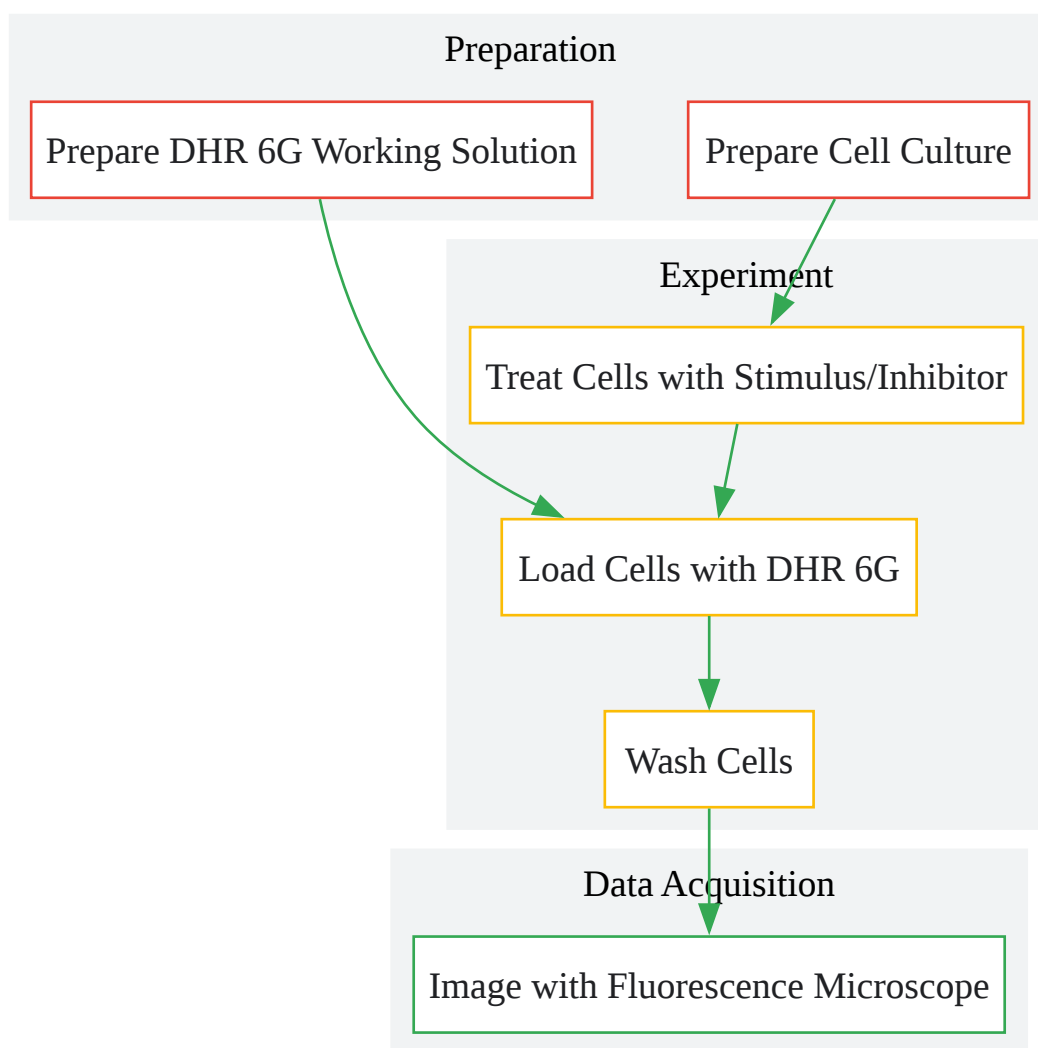 Preparation
Prepare DHR 6G Working Solution
Prepare Cell Culture
Experiment
Treat Cells with Stimulus/Inhibitor
Load Cells with DHR 6G
Wash Cells
Data Acquisition
Image with Fluorescence Microscope